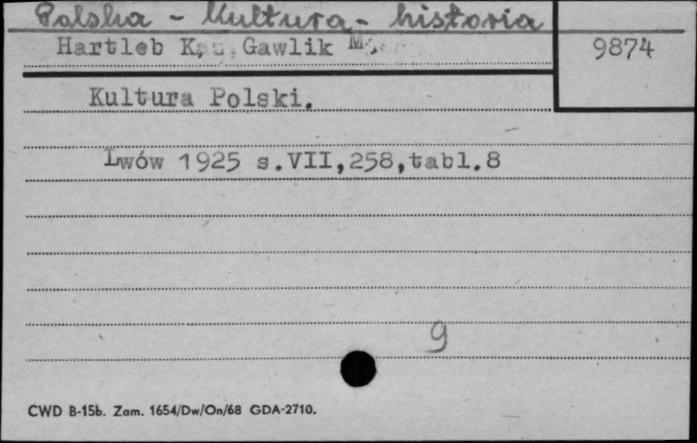 Polska - Kultura - historia
Hartleb K, Gawlik M.
9874
Kultura Polski.
Lwów 1925 s.VII,258,tabl.8
9
CWD B-15b. Zam. 1654/Dw/On/68 GDA-2710.